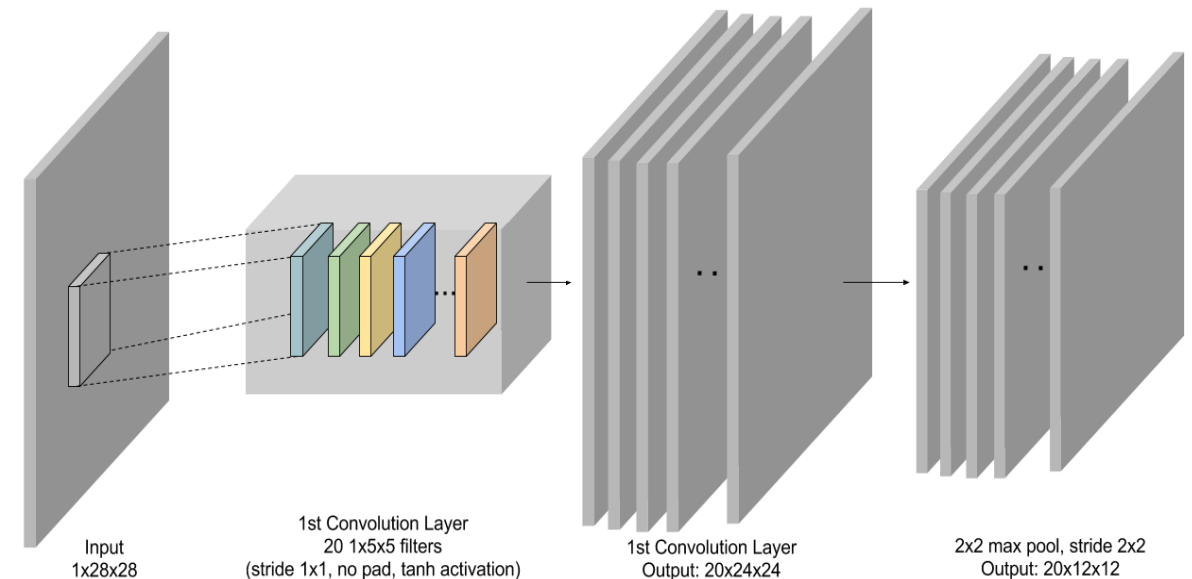 Input
1x28x28
1st Convolution Layer
20 1x5x5 filters
(stride 1x1, no pad, tanh activation)
1st Convolution Layer
Output: 20x24x24
2x2 max pool, stride 2x2
Output: 20x12x12